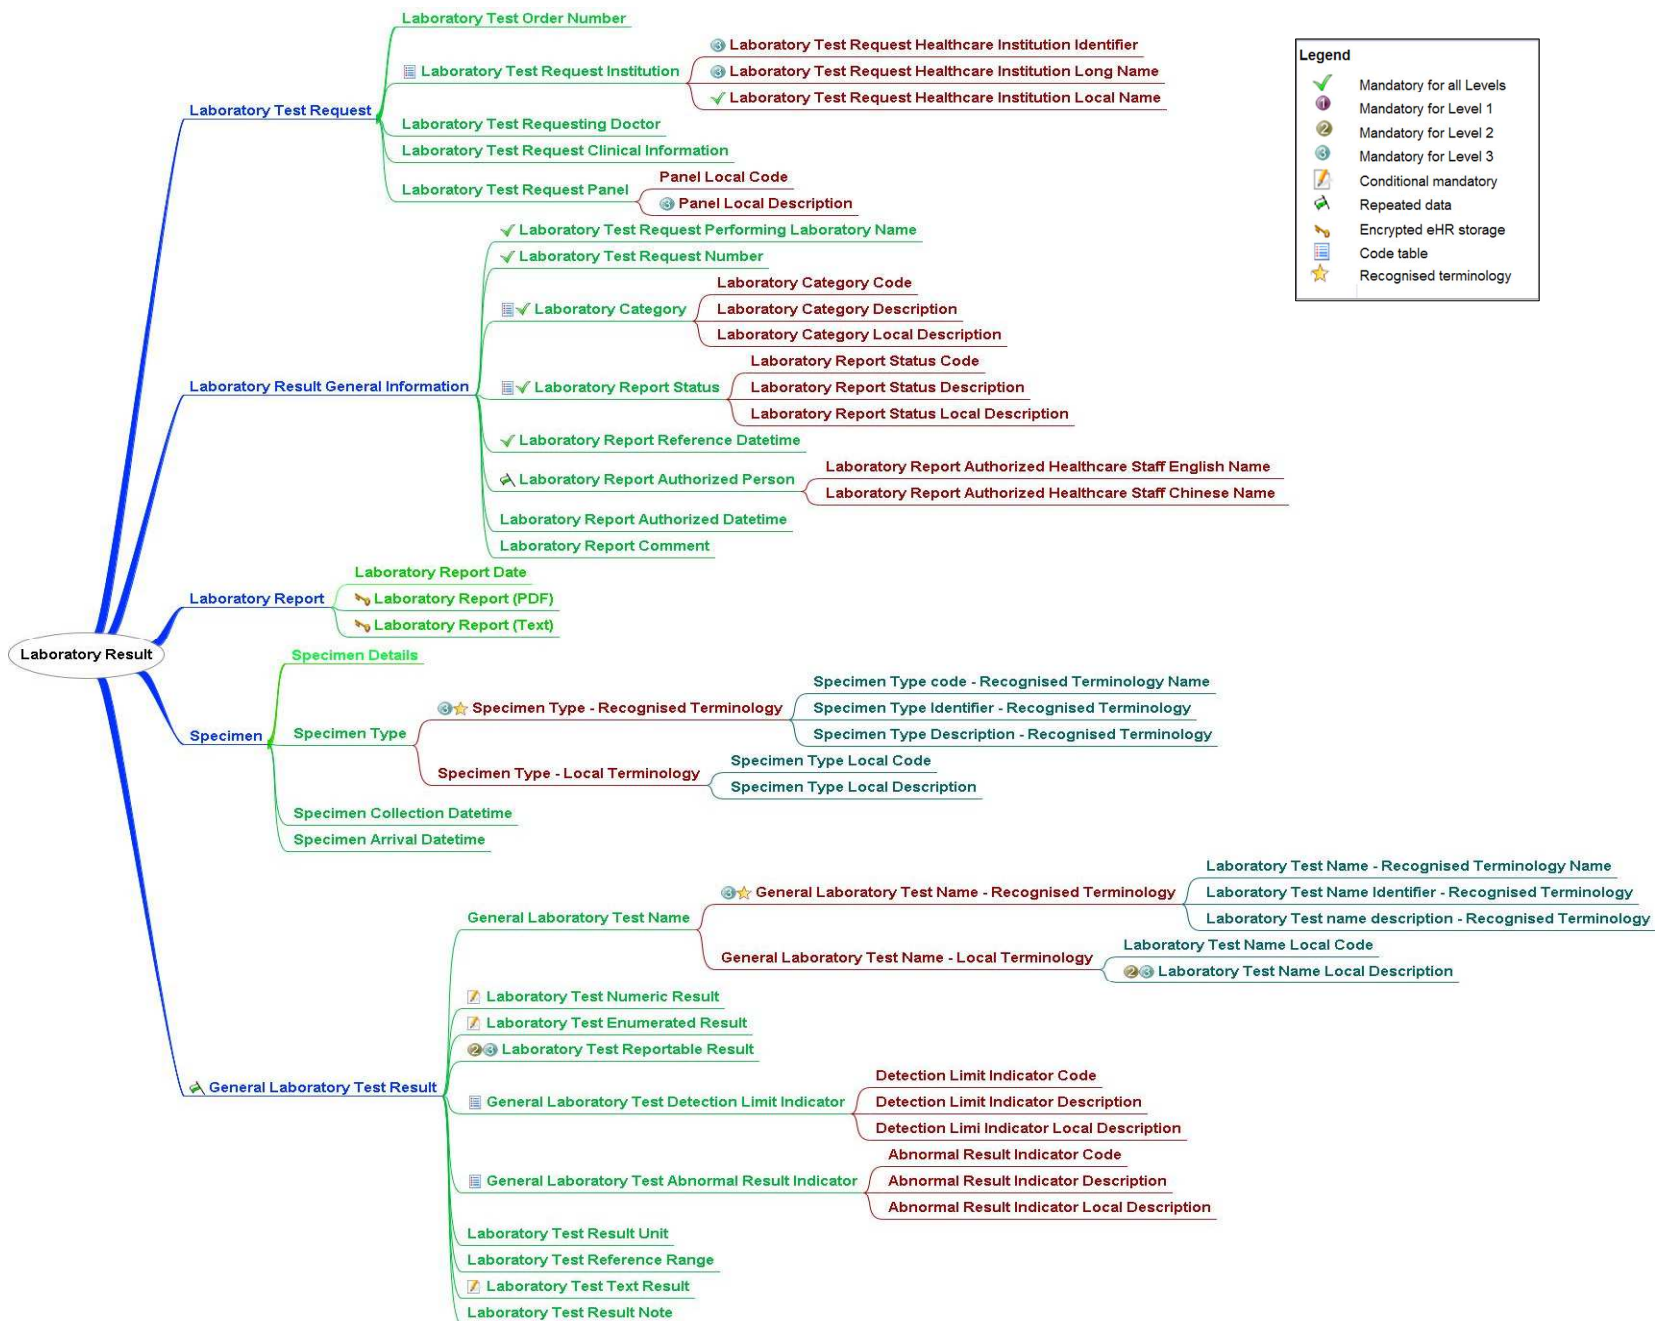 Laboratory Test Order Number
③ Laboratory Test Request Healthcare Institution Identifier
Laboratory Test Request Institution
③ Laboratory Test Request Healthcare Institution Long Name
Laboratory Test Request Healthcare Institution Local Name
Laboratory Test Request
Laboratory Test Requesting Doctor
Laboratory Test Request Clinical Information
Laboratory Test Request Panel
Panel Local Code
③ Panel Local Description
Legend
Mandatory for all Levels
① Mandatory for Level 1
② Mandatory for Level 2
③ Mandatory for Level 3
Conditional mandatory
Repeated data
Encrypted eHR storage
Code table
Recognised terminology
Laboratory Test Request Performing Laboratory Name
Laboratory Test Request Number
Laboratory Category
Laboratory Category Code
Laboratory Category Description
Laboratory Category Local Description
Laboratory Result General Information
Laboratory Report Status
Laboratory Report Status Code
Laboratory Report Status Description
Laboratory Report Status Local Description
Laboratory Report Reference Datetime
Laboratory Report Authorized Person
Laboratory Report Authorized Healthcare Staff English Name
Laboratory Report Authorized Healthcare Staff Chinese Name
Laboratory Report Authorized Datetime
Laboratory Report Comment
Laboratory Report
Laboratory Report Date
Laboratory Report (PDF)
Laboratory Report (Text)
Laboratory Result
Specimen
Specimen Details
Specimen Type
③ Specimen Type - Recognised Terminology
Specimen Type code - Recognised Terminology Name
Specimen Type Identifier - Recognised Terminology
Specimen Type Description - Recognised Terminology
Specimen Type - Local Terminology
Specimen Type Local Code
Specimen Type Local Description
Specimen Collection Datetime
Specimen Arrival Datetime
General Laboratory Test Result
General Laboratory Test Name
③ General Laboratory Test Name - Recognised Terminology
Laboratory Test Name - Recognised Terminology Name
Laboratory Test Name Identifier - Recognised Terminology
Laboratory Test name description - Recognised Terminology
General Laboratory Test Name - Local Terminology
Laboratory Test Name Local Code
②③ Laboratory Test Name Local Description
Laboratory Test Numeric Result
Laboratory Test Enumerated Result
②③ Laboratory Test Reportable Result
General Laboratory Test Detection Limit Indicator
Detection Limit Indicator Code
Detection Limit Indicator Description
Detection Limi Indicator Local Description
General Laboratory Test Abnormal Result Indicator
Abnormal Result Indicator Code
Abnormal Result Indicator Description
Abnormal Result Indicator Local Description
Laboratory Test Result Unit
Laboratory Test Reference Range
Laboratory Test Text Result
Laboratory Test Result Note